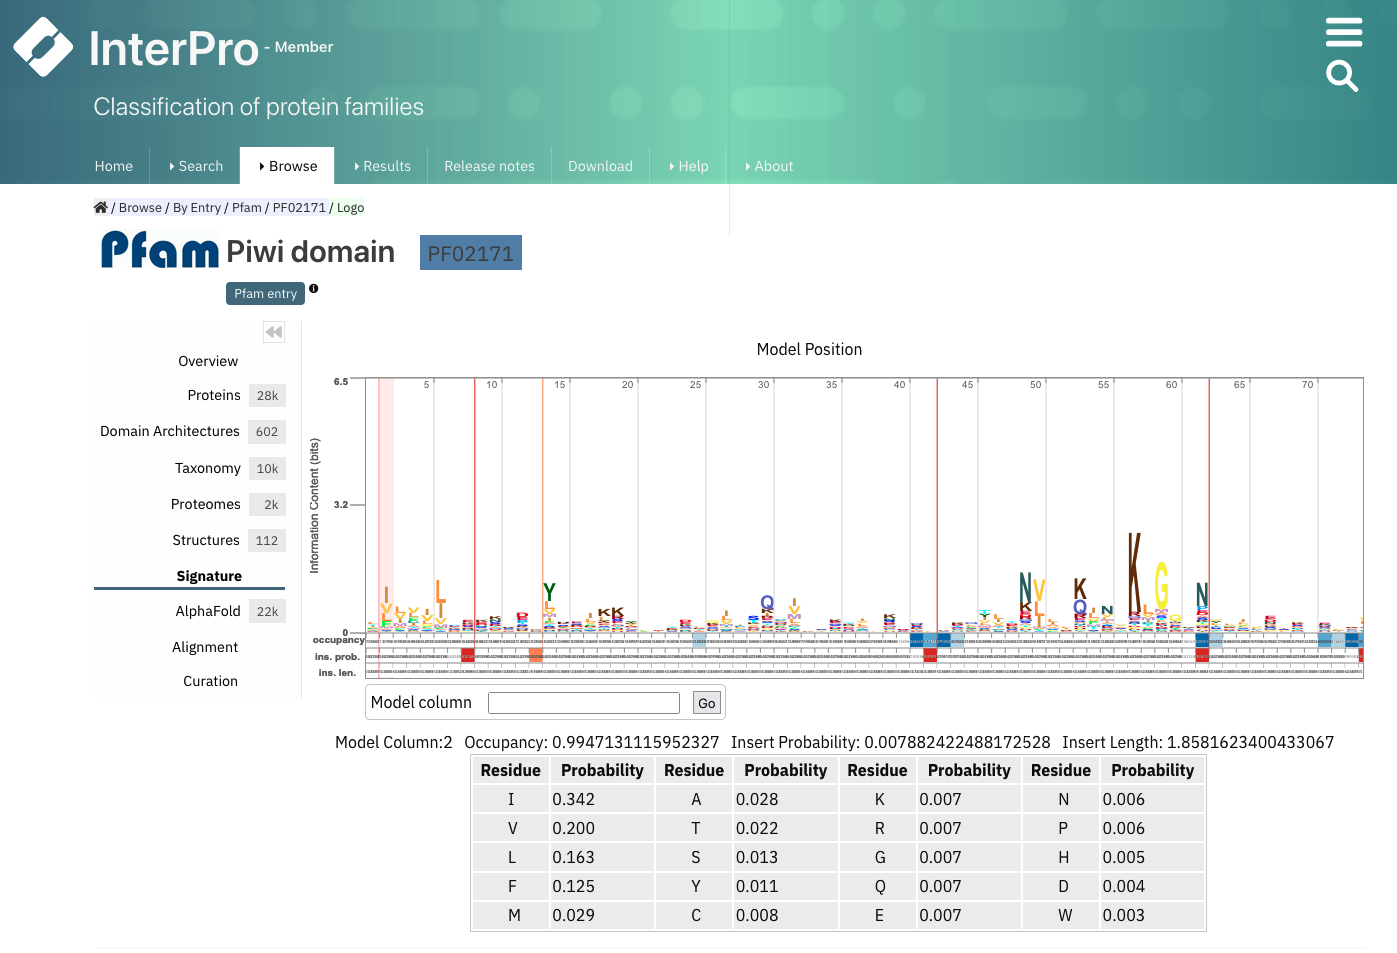 InterPro - Member
Classification of protein families
Home Search Browse Results Release notes Download Help About
/ Browse / By Entry / Pfam / PF02171 / Logo
Pfam Piwi domain PF02171
Pfam entry
Overview
Proteins 28k
Domain Architectures 602
Taxonomy 10k
Proteomes 2k
Structures 112
Signature
AlphaFold 22k
Alignment
Curation
Model Position
6.5 5 10 15 20 25 30 35 40 45 50 55 60 65 70
Information Content (bits)
3.2
0
occupancy
ins. prob.
ins. len.
Model column Go
Model Column:2 Occupancy: 0.9947131115952327 Insert Probability: 0.007882422488172528 Insert Length: 1.8581623400433067
Residue Probability Residue Probability Residue Probability Residue Probability
I 0.342 A 0.028 K 0.007 N 0.006
V 0.200 T 0.022 R 0.007 P 0.006
L 0.163 S 0.013 G 0.007 H 0.005
F 0.125 Y 0.011 Q 0.007 D 0.004
M 0.029 C 0.008 E 0.007 W 0.003